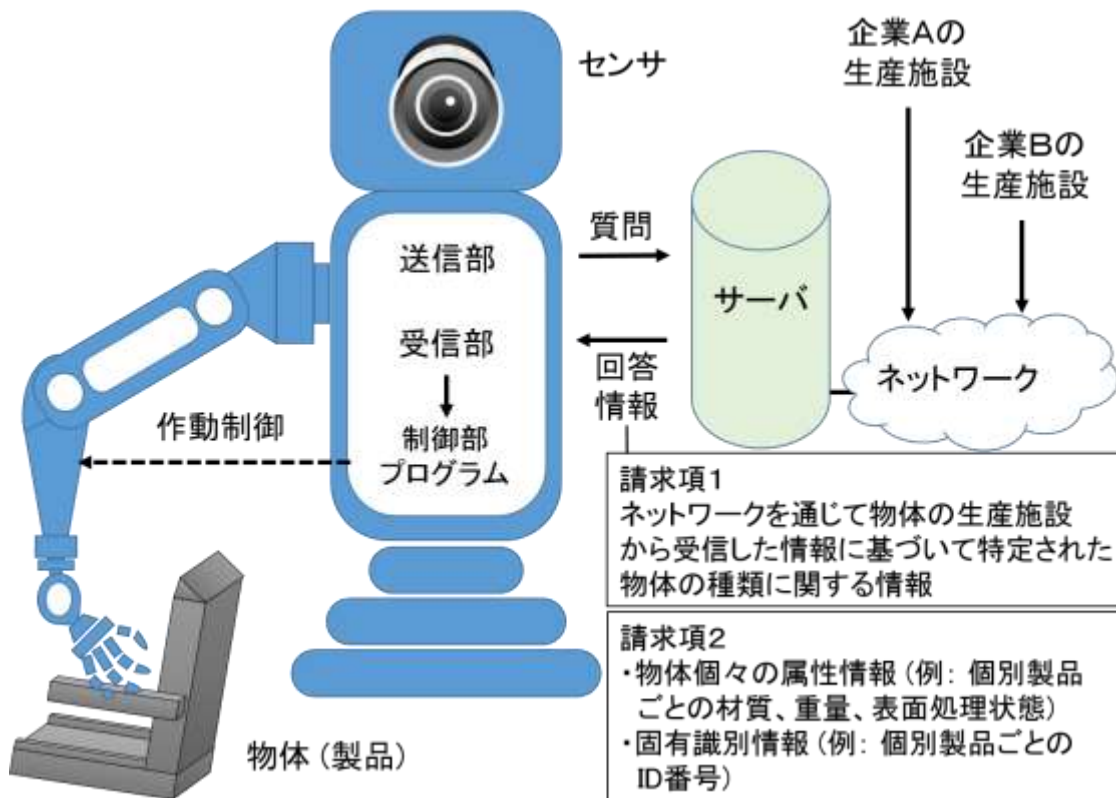 センサ
企業Aの
生産施設
企業Bの
生産施設
質問
送信部
サーバ
受信部
回答
情報
ネットワーク
作動制御
制御部
プログラム
請求項1
ネットワークを通じて物体の生産施設
から受信した情報に基づいて特定された
物体の種類に関する情報
請求項2
・物体個々の属性情報(例: 個別製品
ごとの材質、重量、表面処理状態)
・固有識別情報(例: 個別製品ごとの
ID番号)
物体(製品)